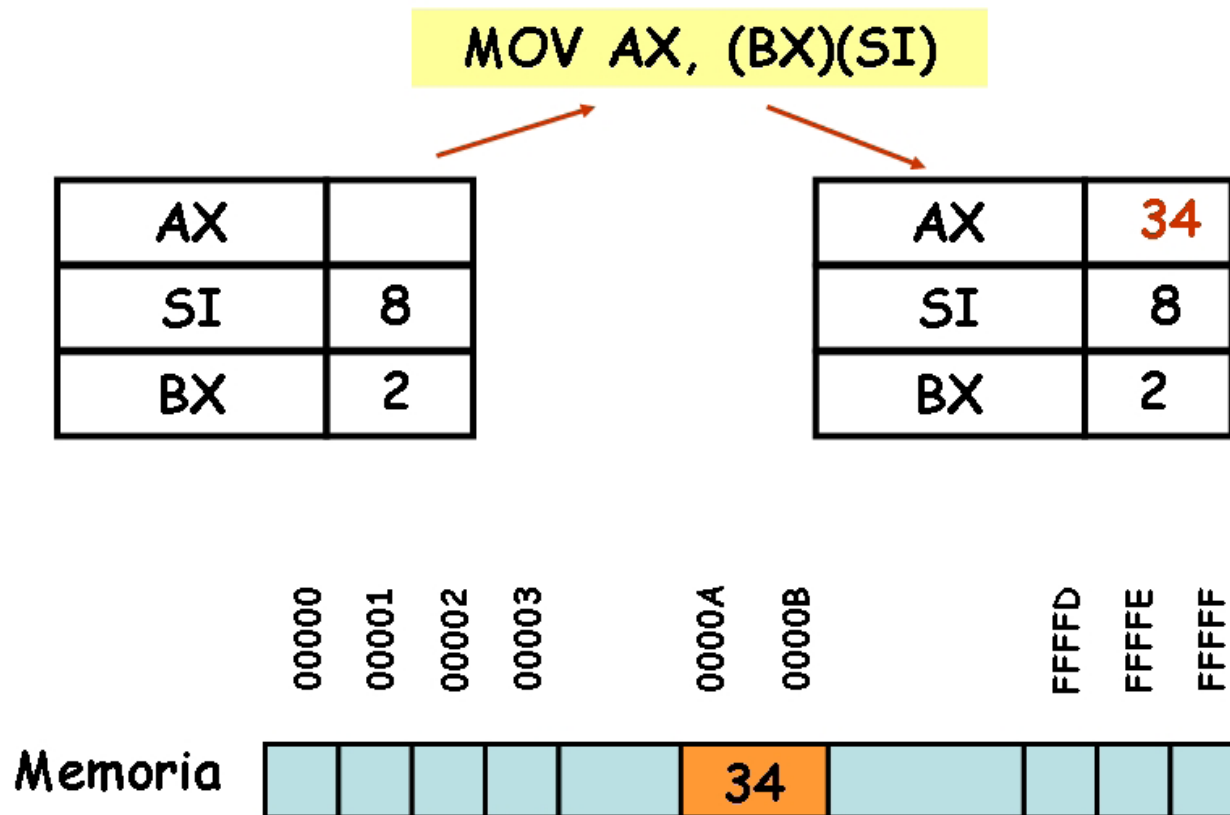 MOV AX, (BX)(SI)
AX
SI 8
BX 2
AX 34
SI 8
BX 2
00000 00001 00002 00003 0000A 0000B FFFFD FFFFE FFFFF
Memoria 34